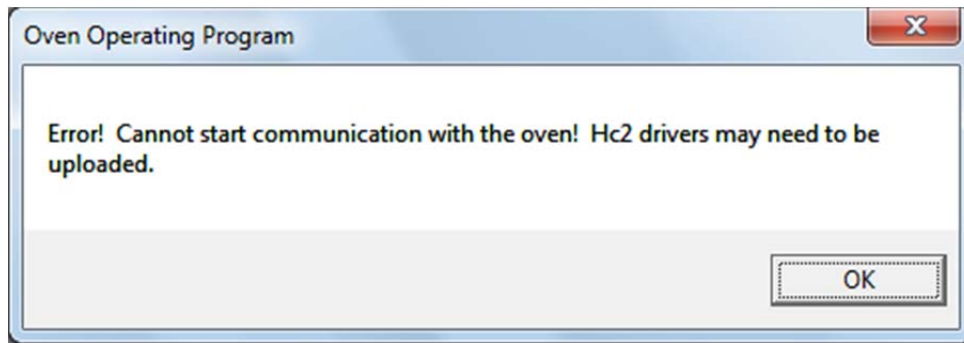 Oven Operating Program
Error!  Cannot start communication with the oven!  Hc2 drivers may need to be
uploaded.
OK